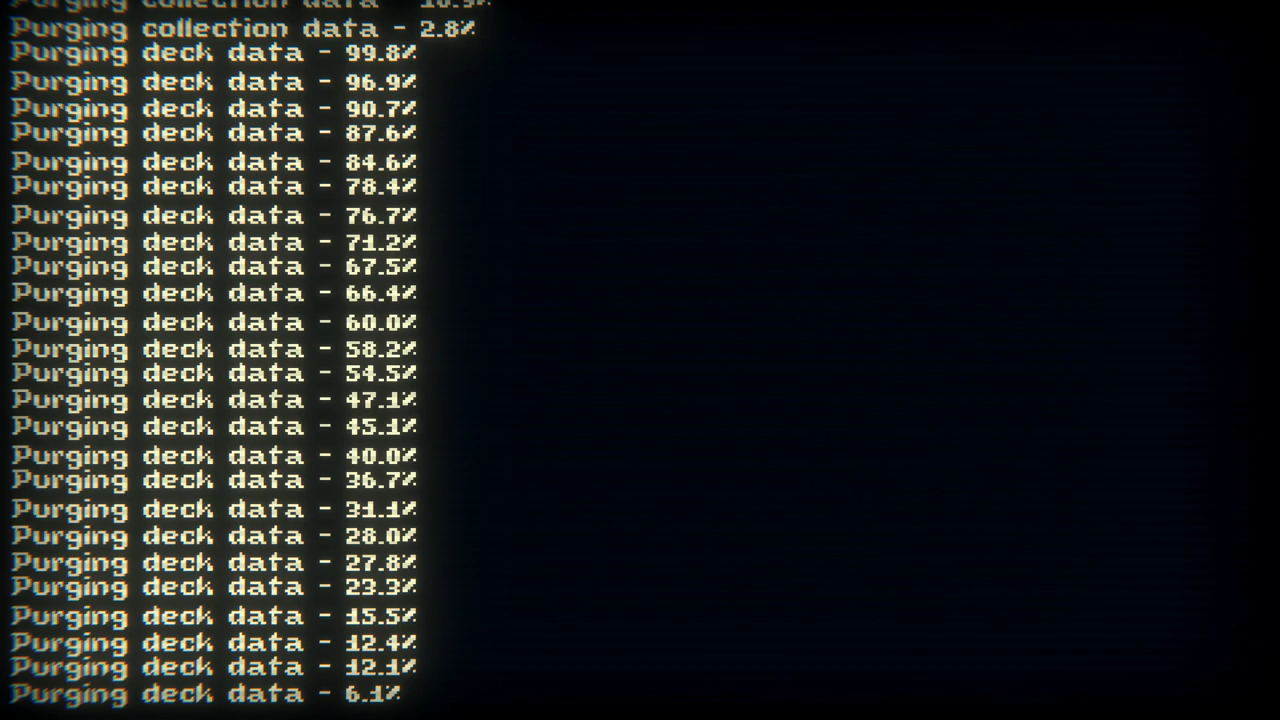 Purging collection data - 10.9%
Purging collection data - 2.8%
Purging deck data - 99.8%
Purging deck data - 96.9%
Purging deck data - 90.7%
Purging deck data - 87.6%
Purging deck data - 84.6%
Purging deck data - 78.4%
Purging deck data - 76.7%
Purging deck data - 71.2%
Purging deck data - 67.5%
Purging deck data - 66.4%
Purging deck data - 60.0%
Purging deck data - 58.2%
Purging deck data - 54.5%
Purging deck data - 47.1%
Purging deck data - 45.1%
Purging deck data - 40.0%
Purging deck data - 36.7%
Purging deck data - 31.1%
Purging deck data - 28.0%
Purging deck data - 27.8%
Purging deck data - 23.3%
Purging deck data - 15.5%
Purging deck data - 12.4%
Purging deck data - 12.1%
Purging deck data - 6.1%